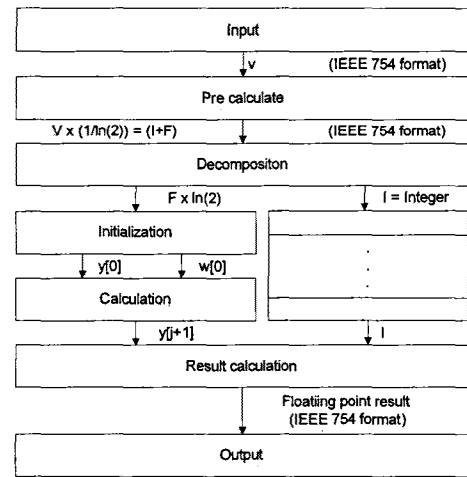 Input
v (IEEE 754 format)
Pre calculate
V x (1/ln(2)) = (I+F) (IEEE 754 format)
Decompositon
F x ln(2) I = Integer
Initialization
y[0] w[0]
Calculation
y[j+1] I
Result calculation
Floatiing point result
(IEEE 754 format)
Output